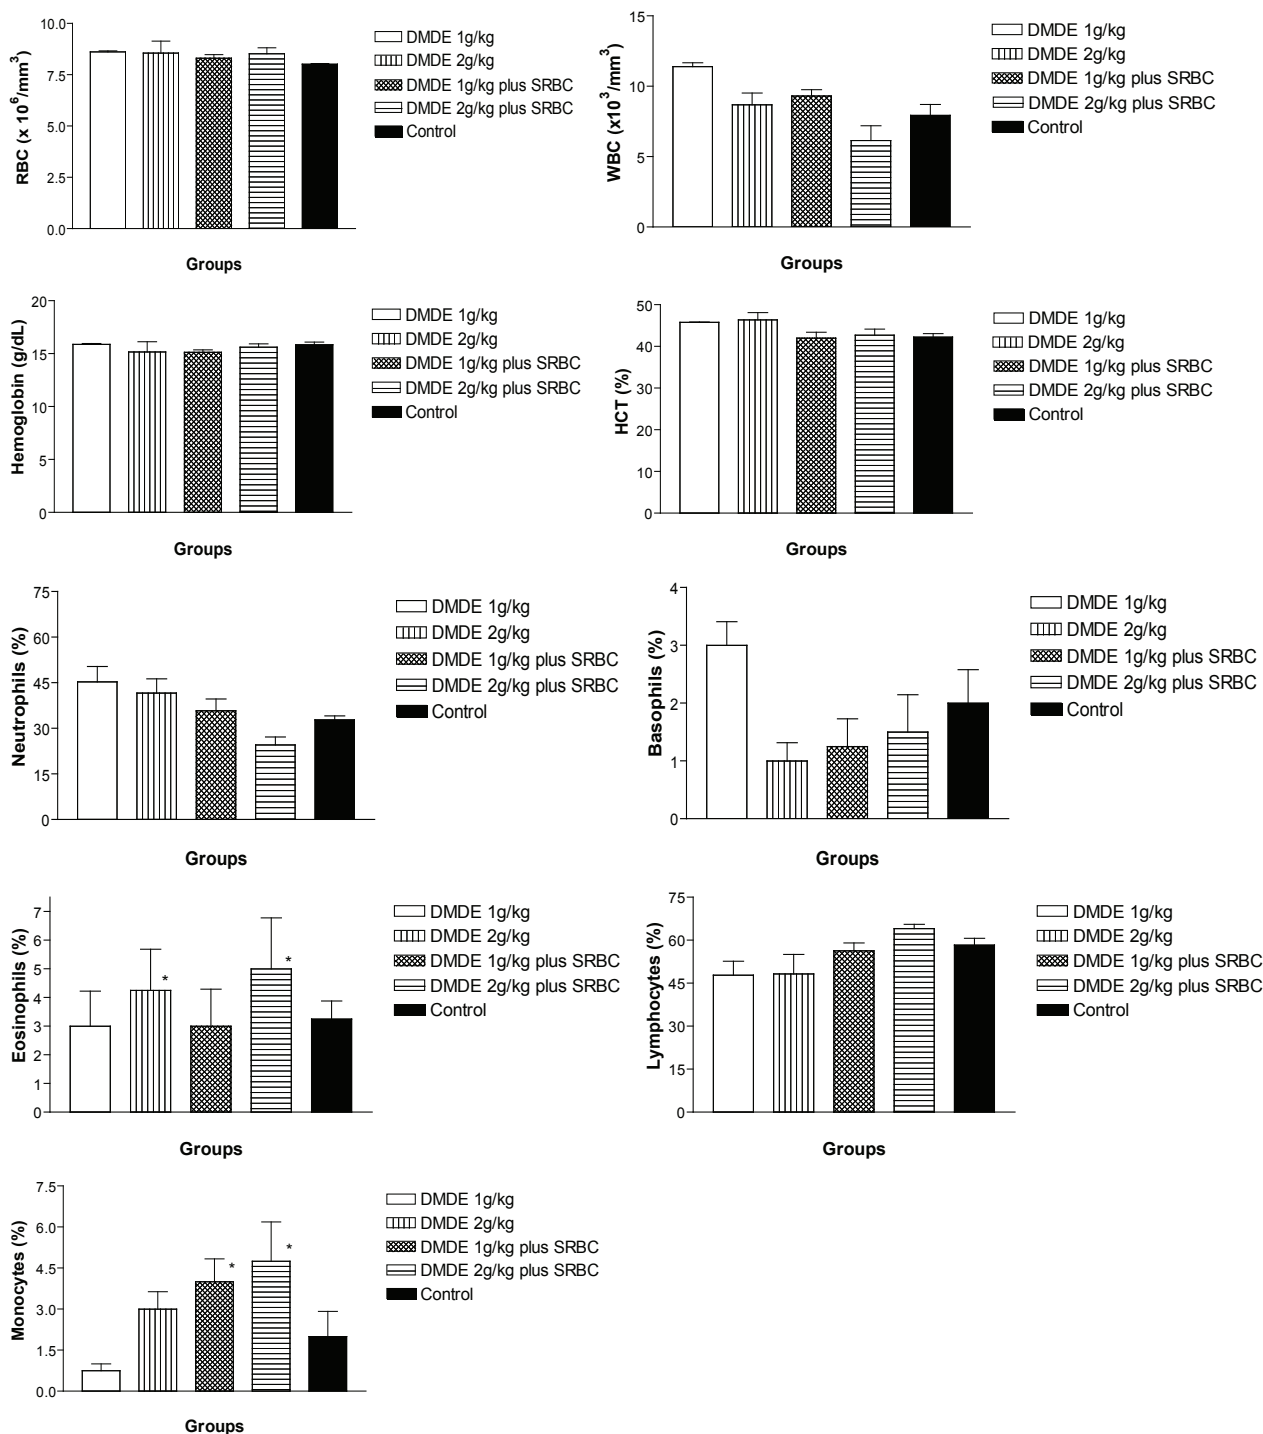 RBC (x 10⁶/mm³)
10.0
7.5
5.0
2.5
0.0
Groups
DMDE 1g/kg
DMDE 2g/kg
DMDE 1g/kg plus SRBC
DMDE 2g/kg plus SRBC
Control
WBC (x10³/mm³)
15
10
5
0
Groups
DMDE 1g/kg
DMDE 2g/kg
DMDE 1g/kg plus SRBC
DMDE 2g/kg plus SRBC
Control
Hemoglobin (g/dL)
20
15
10
5
0
Groups
DMDE 1g/kg
DMDE 2g/kg
DMDE 1g/kg plus SRBC
DMDE 2g/kg plus SRBC
Control
HCT (%)
50
40
30
20
10
0
Groups
DMDE 1g/kg
DMDE 2g/kg
DMDE 1g/kg plus SRBC
DMDE 2g/kg plus SRBC
Control
Neutrophils (%)
75
60
45
30
15
0
Groups
DMDE 1g/kg
DMDE 2g/kg
DMDE 1g/kg plus SRBC
DMDE 2g/kg plus SRBC
Control
Basophils (%)
4
3
2
1
0
Groups
DMDE 1g/kg
DMDE 2g/kg
DMDE 1g/kg plus SRBC
DMDE 2g/kg plus SRBC
Control
Eosinophils (%)
7
6
5
4
3
2
1
0
*
*
Groups
DMDE 1g/kg
DMDE 2g/kg
DMDE 1g/kg plus SRBC
DMDE 2g/kg plus SRBC
Control
Lymphocytes (%)
75
60
45
30
15
0
Groups
DMDE 1g/kg
DMDE 2g/kg
DMDE 1g/kg plus SRBC
DMDE 2g/kg plus SRBC
Control
Monocytes (%)
7.5
6.0
4.5
3.0
1.5
0.0
*
*
Groups
DMDE 1g/kg
DMDE 2g/kg
DMDE 1g/kg plus SRBC
DMDE 2g/kg plus SRBC
Control